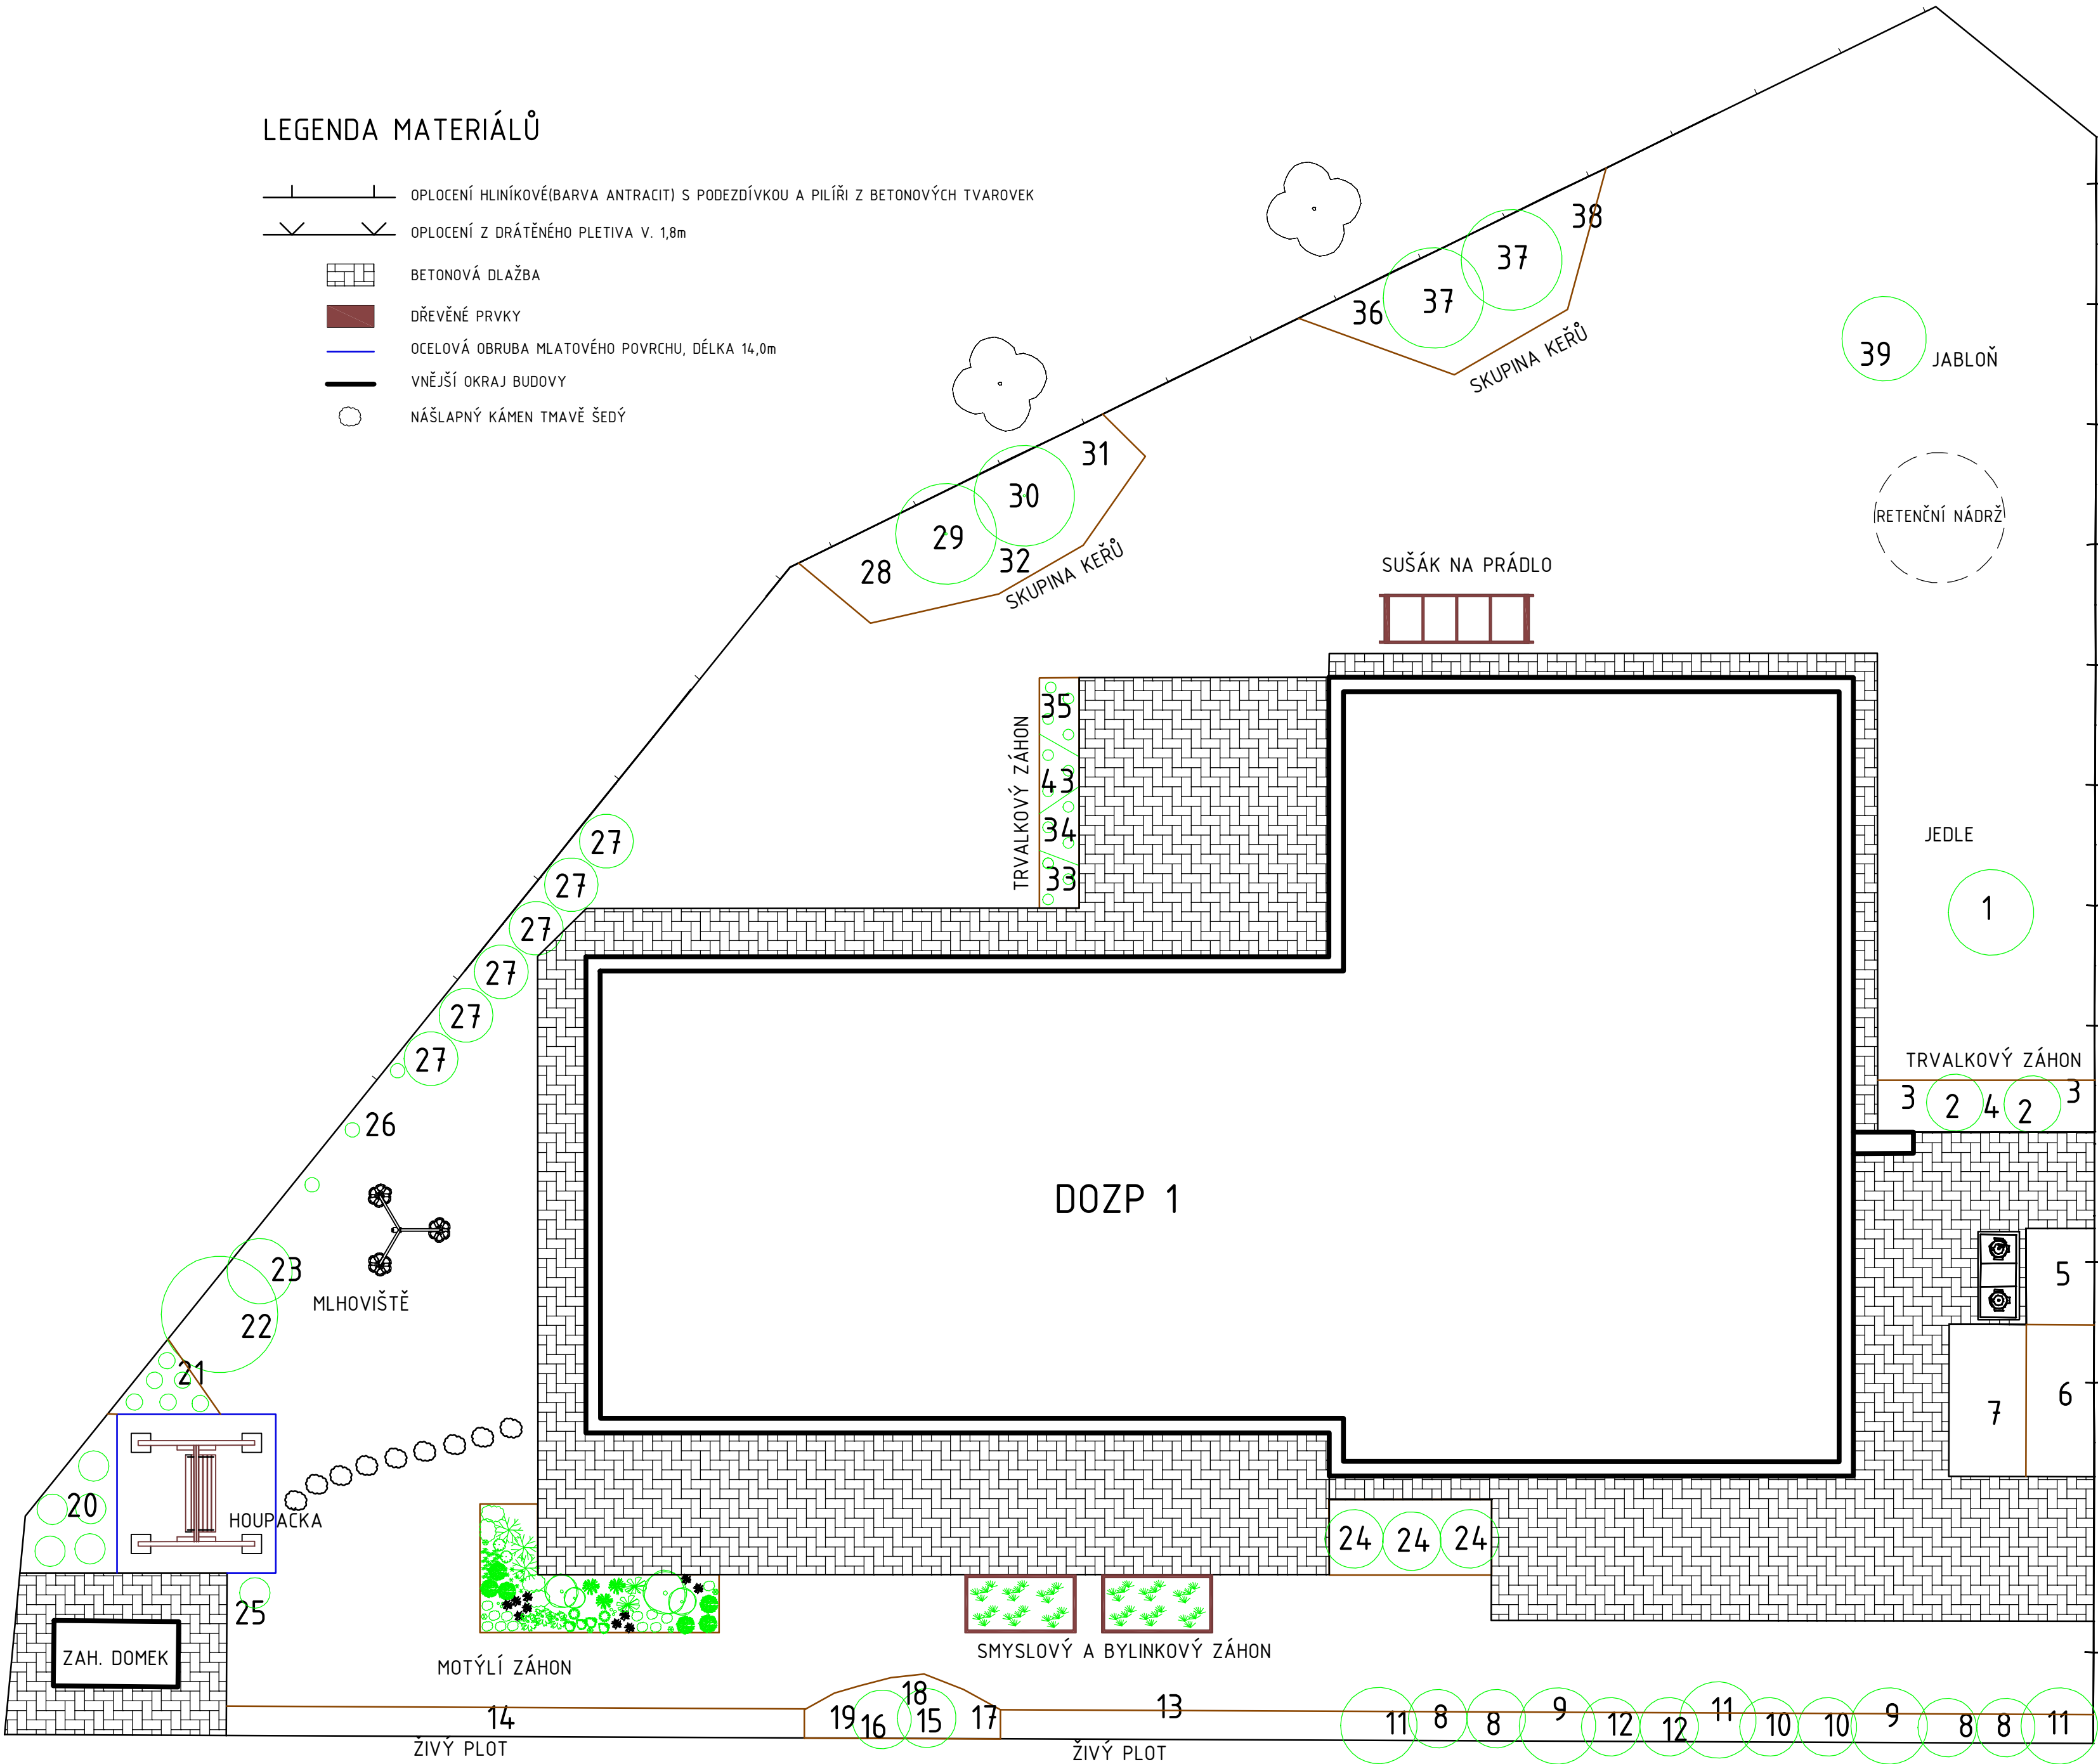 LEGENDA MATERIÁLŮ
OPLOCENÍ HLINÍKOVÉ(BARVA ANTRACIT) S PODEZDÍVKOU A PILÍŘI Z BETONOVÝCH TVAROVEK
OPLOCENÍ Z DRÁTĚNÉHO PLETIVA V. 1,8m
BETONOVÁ DLAŽBA
DŘEVĚNÉ PRVKY
OCELOVÁ OBRUBA MLATOVÉHO POVRCHU, DÉLKA 14,0m
VNĚJŠÍ OKRAJ BUDOVY
NÁŠLAPNÝ KÁMEN TMAVĚ ŠEDÝ
38
37
37
36
SKUPINA KEŘŮ
39
JABLOŇ
31
30
29
32
28
SKUPINA KEŘŮ
RETENČNÍ NÁDRŽ
SUŠÁK NA PRÁDLO
35
43
34
33
TRVALKOVÝ ZÁHON
JEDLE
1
27
27
27
27
27
27
26
TRVALKOVÝ ZÁHON
3
2
4
2
3
DOZP 1
23
22
MLHOVIŠTĚ
5
6
7
21
20
HOUPAČKA
24
24
24
25
ZAH. DOMEK
MOTÝLÍ ZÁHON
SMYSLOVÝ A BYLINKOVÝ ZÁHON
14
19
16
18
15
17
13
11
8
8
9
12
12
11
10
10
9
8
8
11
ŽIVÝ PLOT
ŽIVÝ PLOT